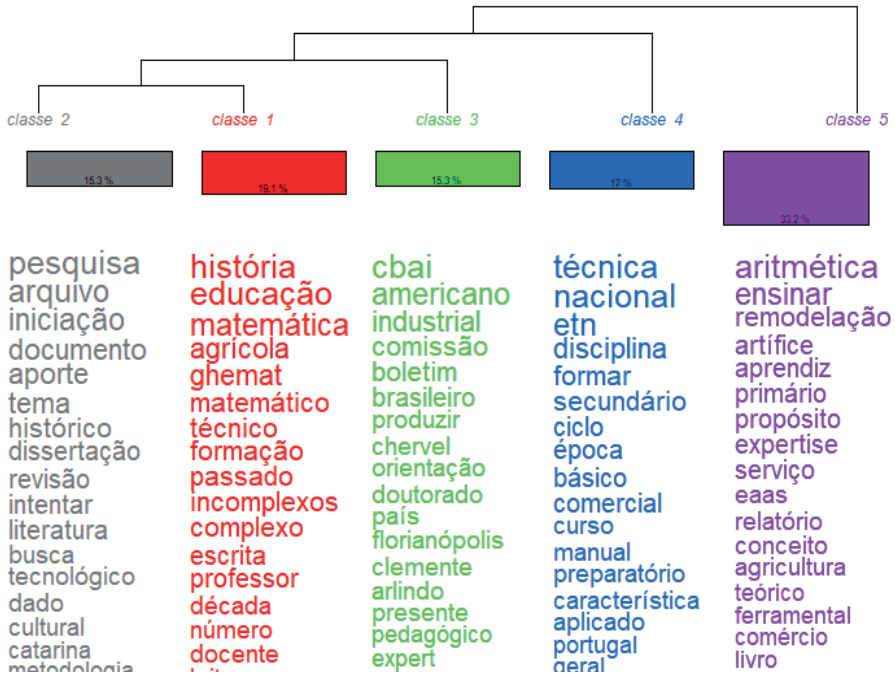 classe 2
classe 1
classe 3
classe 4
classe 5
15.3 %
19.1 %
15.3 %
17 %
33.2 %
pesquisa
arquivo
iniciação
documento
aporte
tema
histórico
dissertação
revisão
intentar
literatura
busca
tecnológico
dado
cultural
catarina
metodologia
história
educação
matemática
agrícola
ghemat
matemático
técnico
formação
passado
incomplexos
complexo
escrita
professor
década
número
docente
cbai
americano
industrial
comissão
boletim
brasileiro
produzir
chervel
orientação
doutorado
país
florianópolis
clemente
arlindo
presente
pedagógico
expert
técnica
nacional
etn
disciplina
formar
secundário
ciclo
época
básico
comercial
curso
manual
preparatório
característica
aplicado
portugal
geral
aritmética
ensinar
remodelação
artífice
aprendiz
primário
propósito
expertise
serviço
eaas
relatório
conceito
agricultura
teórico
ferramental
comércio
livro